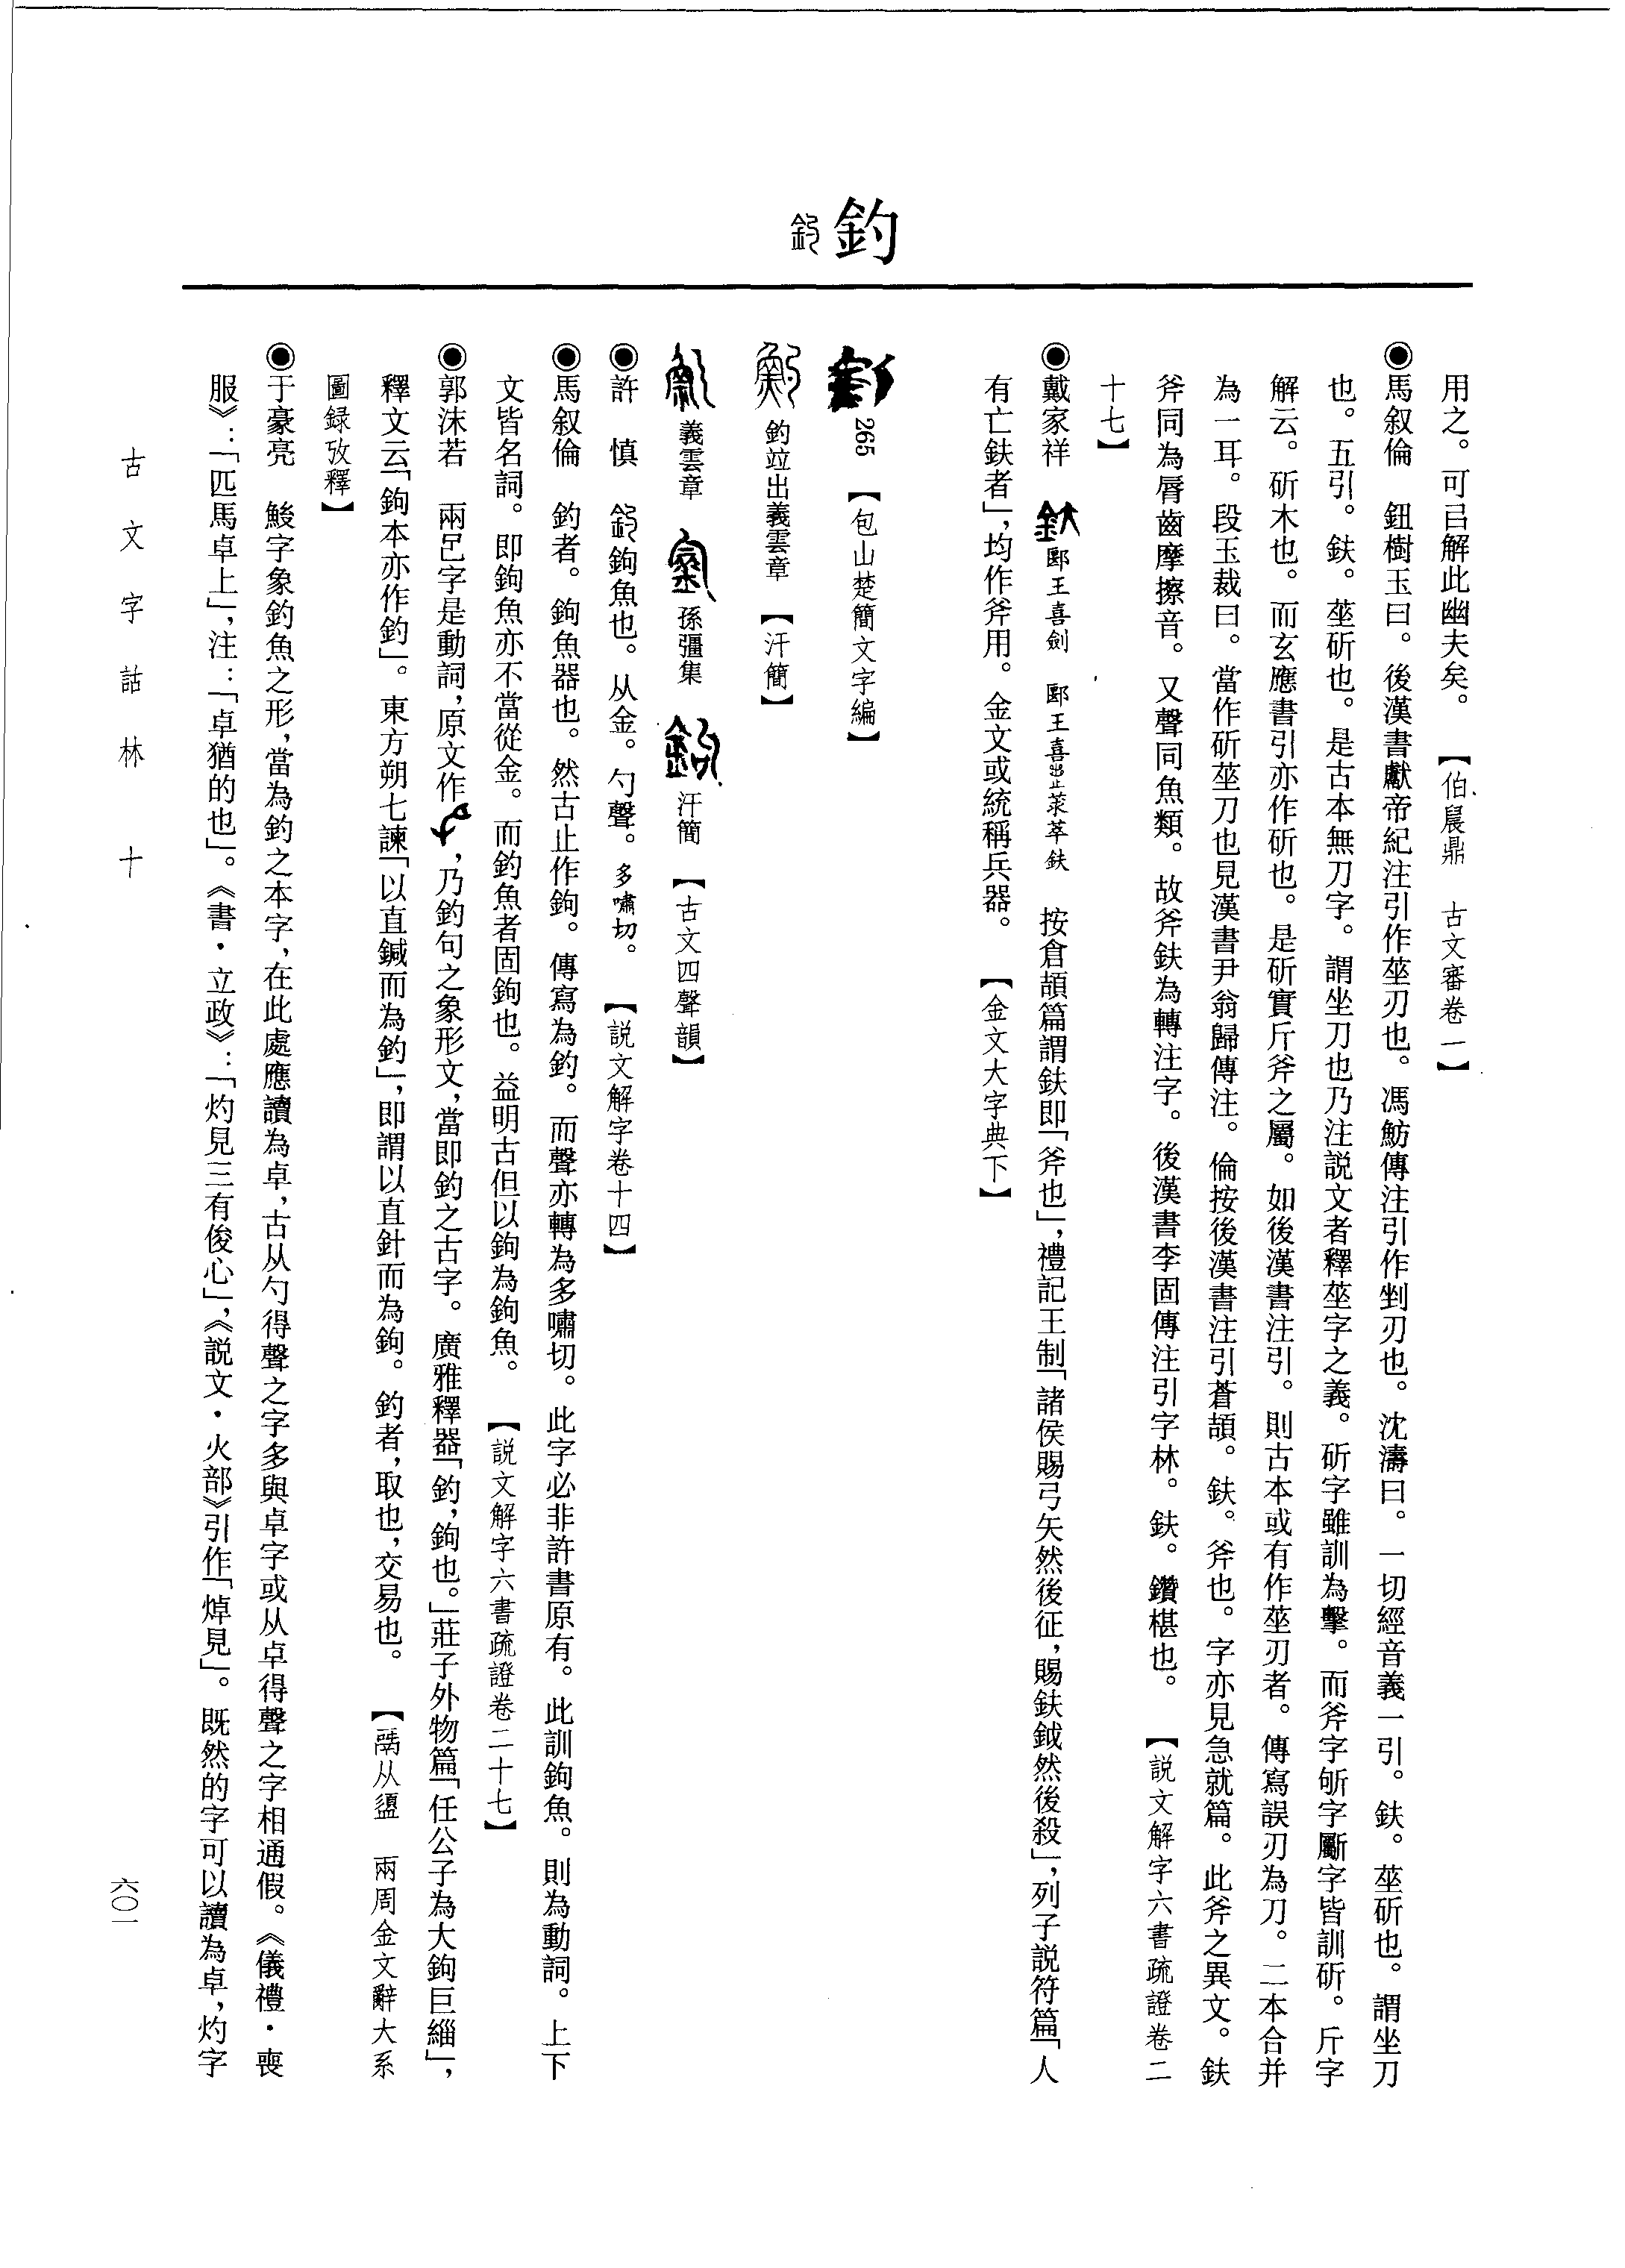 釣
用之。可㠯解此幽夫矣。【伯晨鼎 古文審卷一】
◉馬叙倫 鈕樹玉曰。後漢書獻帝紀注引作莝刃也。馮魴傳注引作剉刃也。沈濤曰。一切經音義一引。鈇。莝斫也。謂坐刀
也。五引。鈇。莝斫也。是古本無刀字。謂坐刀也乃注説文者釋莝字之義。斫字雖訓為擊。而斧字斪字斸字皆訓斫。斤字
解云。斫木也。而玄應書引亦作斫也。是斫實斤斧之屬。如後漢書注引。則古本或有作莝刃者。傳寫誤刃為刀。二本合并
為一耳。段玉裁曰。當作斫莝刀也見漢書尹翁歸傳注。倫按後漢書注引蒼頡。鈇。斧也。字亦見急就篇。此斧之異文。鈇
斧同為脣齒摩擦音。又聲同魚類。故斧鈇為轉注字。後漢書李固傳注引字林。鈇。鑕椹也。【説文解字六書疏證卷二
十七】
◉戴家祥 郾王喜劍 郾王喜 鈇 按倉頡篇謂鈇即「斧也」，禮記王制「諸侯賜弓矢然後征，賜鈇鉞然後殺」，列子説符篇「人
有亡鈇者」，均作斧用。金文或統稱兵器。【金文大字典下】
265【包山楚簡文字編】
釣竝出義雲章【汗簡】
義雲章 孫彊集 汗簡【古文四聲韻】
◉許 慎 鉤魚也。从金。勺聲。多嘯切。【説文解字卷十四】
◉馬叙倫 釣者。鉤魚器也。然古止作鉤。傳寫為釣。而聲亦轉為多嘯切。此字必非許書原有。此訓鉤魚。則為動詞。上下
文皆名詞。即鉤魚亦不當從金。而釣魚者固鉤也。益明古但以鉤為鉤魚。【説文解字六書疏證卷二十七】
◉郭沫若 兩㠯字是動詞，原文作，乃釣句之象形文，當即釣之古字。廣雅釋器「釣，鉤也。」莊子外物篇「任公子為大鉤巨緇」，
釋文云「鉤本亦作釣」。東方朔七諫「以直鍼而為釣」，即謂以直針而為鉤。釣者，取也，交易也。【鬲从盨 兩周金文辭大系
圖録攷釋】
◉于豪亮 鮻字象釣魚之形，當為釣之本字，在此處應讀為卓，古从勺得聲之字多與卓字或从卓得聲之字相通假。《儀禮·喪
服》：「匹馬卓上」，注：「卓猶的也」。《書·立政》：「灼見三有俊心」，《説文·火部》引作「焯見」。既然的字可以讀為卓，灼字
古文字詁林 十
六〇一